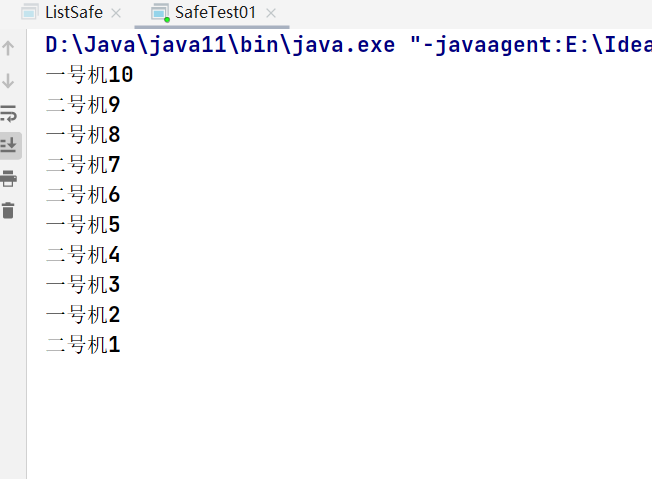 ListSafe SafeTest01
D:\Java\java11\bin\java.exe "-javaagent:E:\Idea
一号机10
二号机9
一号机8
二号机7
二号机6
一号机5
二号机4
一号机3
一号机2
二号机1